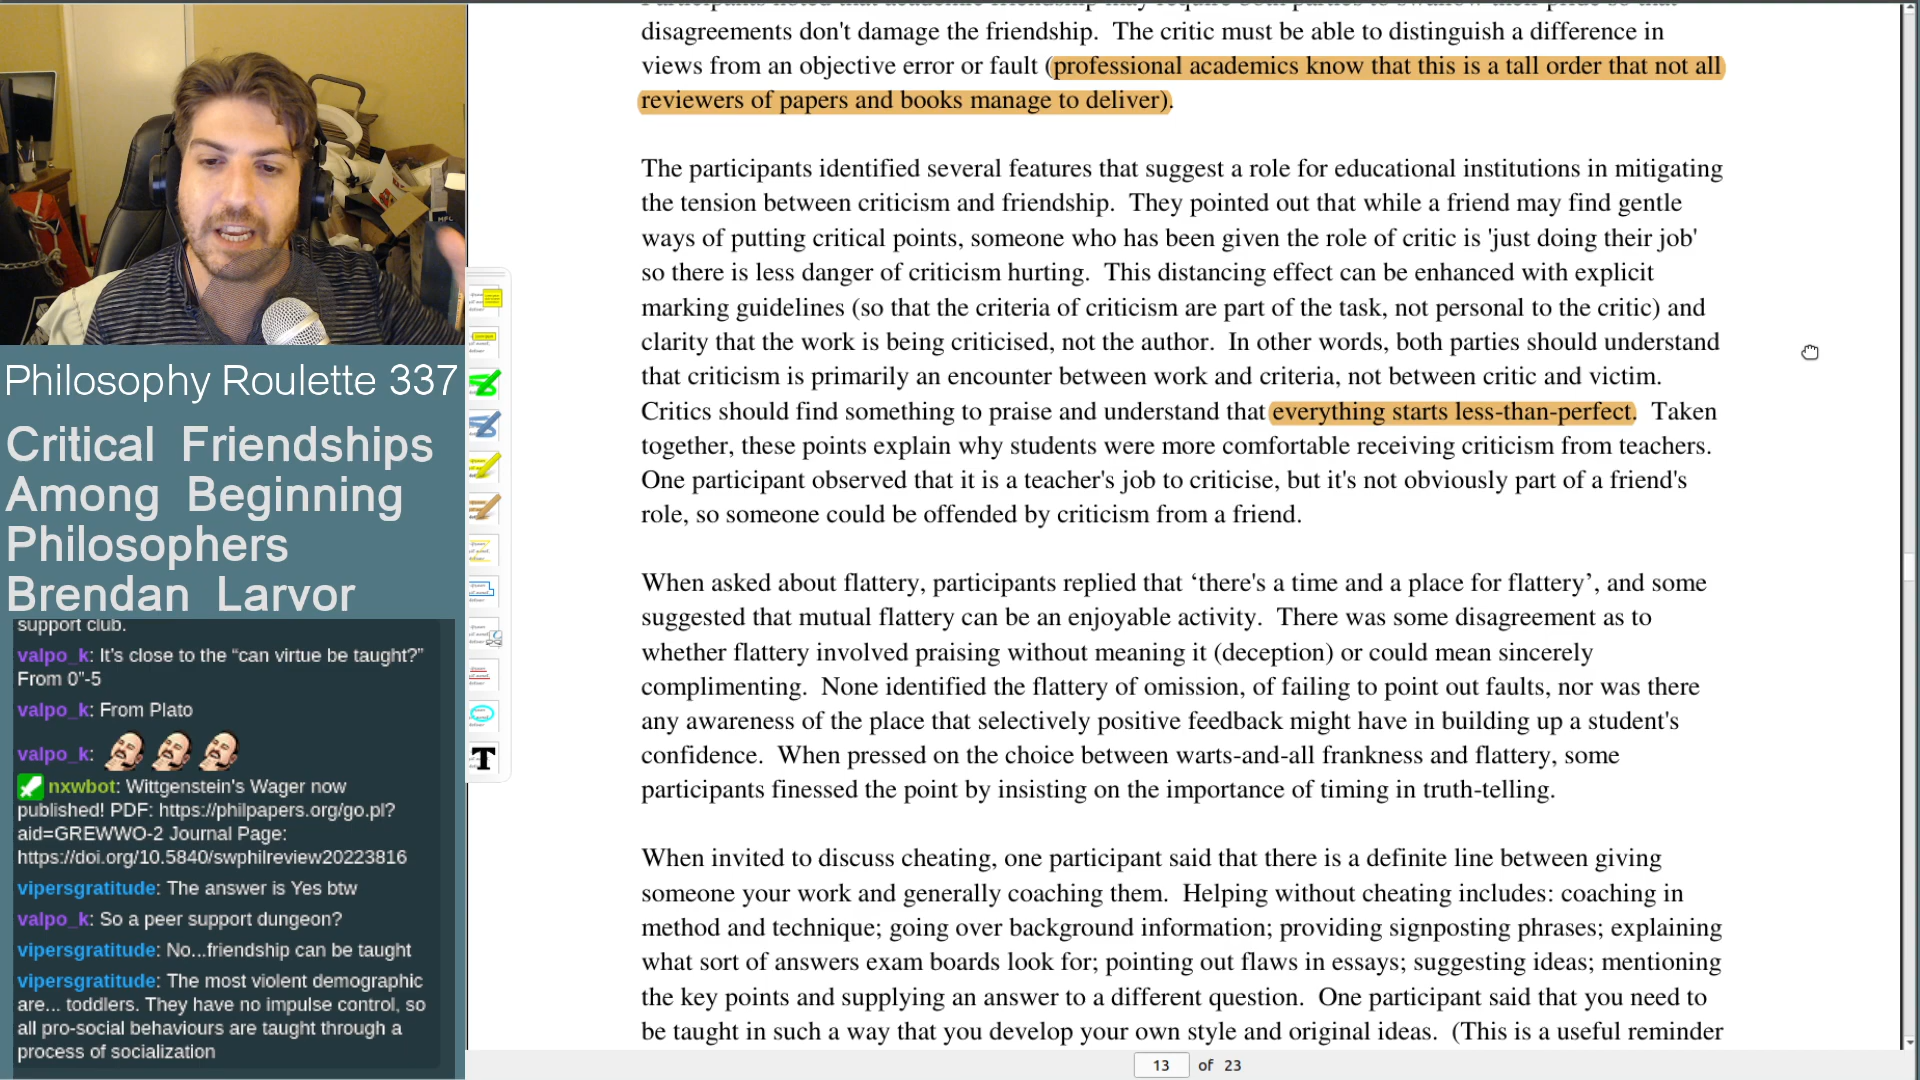 disagreements don't damage the friendship. The critic must be able to distinguish a difference in
views from an objective error or fault (professional academics know that this is a tall order that not all
reviewers of papers and books manage to deliver).
The participants identified several features that suggest a role for educational institutions in mitigating
the tension between criticism and friendship. They pointed out that while a friend may find gentle
ways of putting critical points, someone who has been given the role of critic is 'just doing their job'
so there is less danger of criticism hurting. This distancing effect can be enhanced with explicit
marking guidelines (so that the criteria of criticism are part of the task, not personal to the critic) and
clarity that the work is being criticised, not the author. In other words, both parties should understand
that criticism is primarily an encounter between work and criteria, not between critic and victim.
Critics should find something to praise and understand that everything starts less-than-perfect. Taken
together, these points explain why students were more comfortable receiving criticism from teachers.
One participant observed that it is a teacher's job to criticise, but it's not obviously part of a friend's
role, so someone could be offended by criticism from a friend.
When asked about flattery, participants replied that ‘there's a time and a place for flattery’, and some
suggested that mutual flattery can be an enjoyable activity. There was some disagreement as to
whether flattery involved praising without meaning it (deception) or could mean sincerely
complimenting. None identified the flattery of omission, of failing to point out faults, nor was there
any awareness of the place that selectively positive feedback might have in building up a student's
confidence. When pressed on the choice between warts-and-all frankness and flattery, some
participants finessed the point by insisting on the importance of timing in truth-telling.
When invited to discuss cheating, one participant said that there is a definite line between giving
someone your work and generally coaching them. Helping without cheating includes: coaching in
method and technique; going over background information; providing signposting phrases; explaining
what sort of answers exam boards look for; pointing out flaws in essays; suggesting ideas; mentioning
the key points and supplying an answer to a different question. One participant said that you need to
be taught in such a way that you develop your own style and original ideas. (This is a useful reminder
13 of 23
Philosophy Roulette 337
Critical Friendships
Among Beginning
Philosophers
Brendan Larvor
support club.
valpo_k: It's close to the “can virtue be taught?”
From 0"-5
valpo_k: From Plato
valpo_k:
nxwbot: Wittgenstein's Wager now
published! PDF: https://philpapers.org/go.pl?
aid=GREWWO-2 Journal Page:
https://doi.org/10.5840/swphilreview20223816
vipersgratitude: The answer is Yes btw
valpo_k: So a peer support dungeon?
vipersgratitude: No...friendship can be taught
vipersgratitude: The most violent demographic
are... toddlers. They have no impulse control, so
all pro-social behaviours are taught through a
process of socialization
T